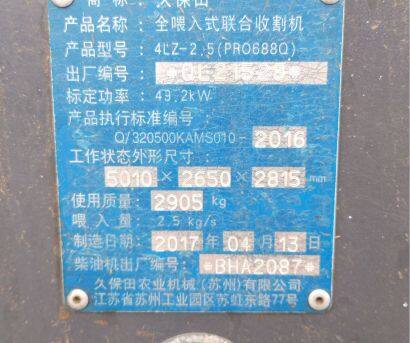 久保田
产品名称：全喂入式联合收割机
产品型号：4LZ-2.5(PRO688Q)
出厂编号：
标定功率：43.2kW
产品执行标准编号：
Q/320500KAMS010-2016
工作状态外形尺寸：
5010×2650×2815 mm
使用质量：2905 kg
喂入量：2.5 kg/s
制造日期：2017年04月13日
柴油机出厂编号：*BHA2087*
久保田农业机械(苏州)有限公司
江苏省苏州工业园区苏虹东路77号